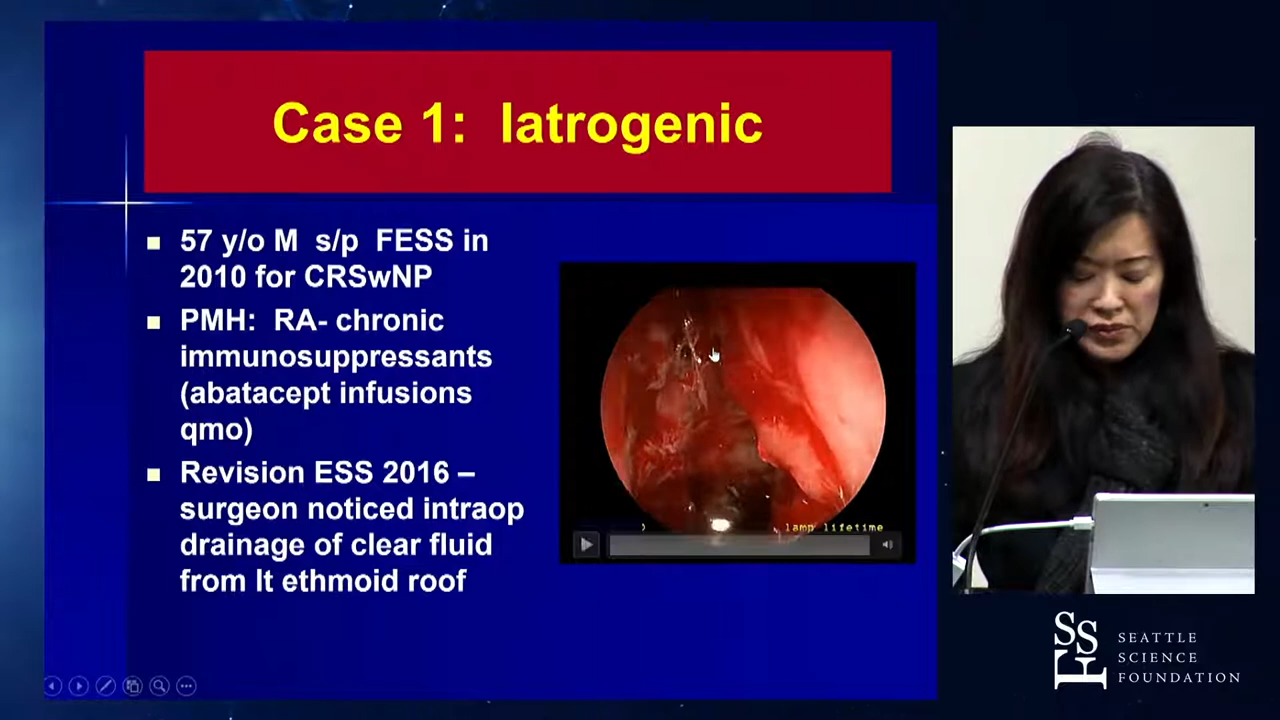 Case 1: Iatrogenic
57 y/o M s/p FESS in
2010 for CRSwNP
PMH: RA- chronic
immunosuppressants
(abatacept infusions
qmo)
Revision ESS 2016 –
surgeon noticed intraop
drainage of clear fluid
from lt ethmoid roof
lamp lifetime
SSF
SEATTLE
SCIENCE
FOUNDATION